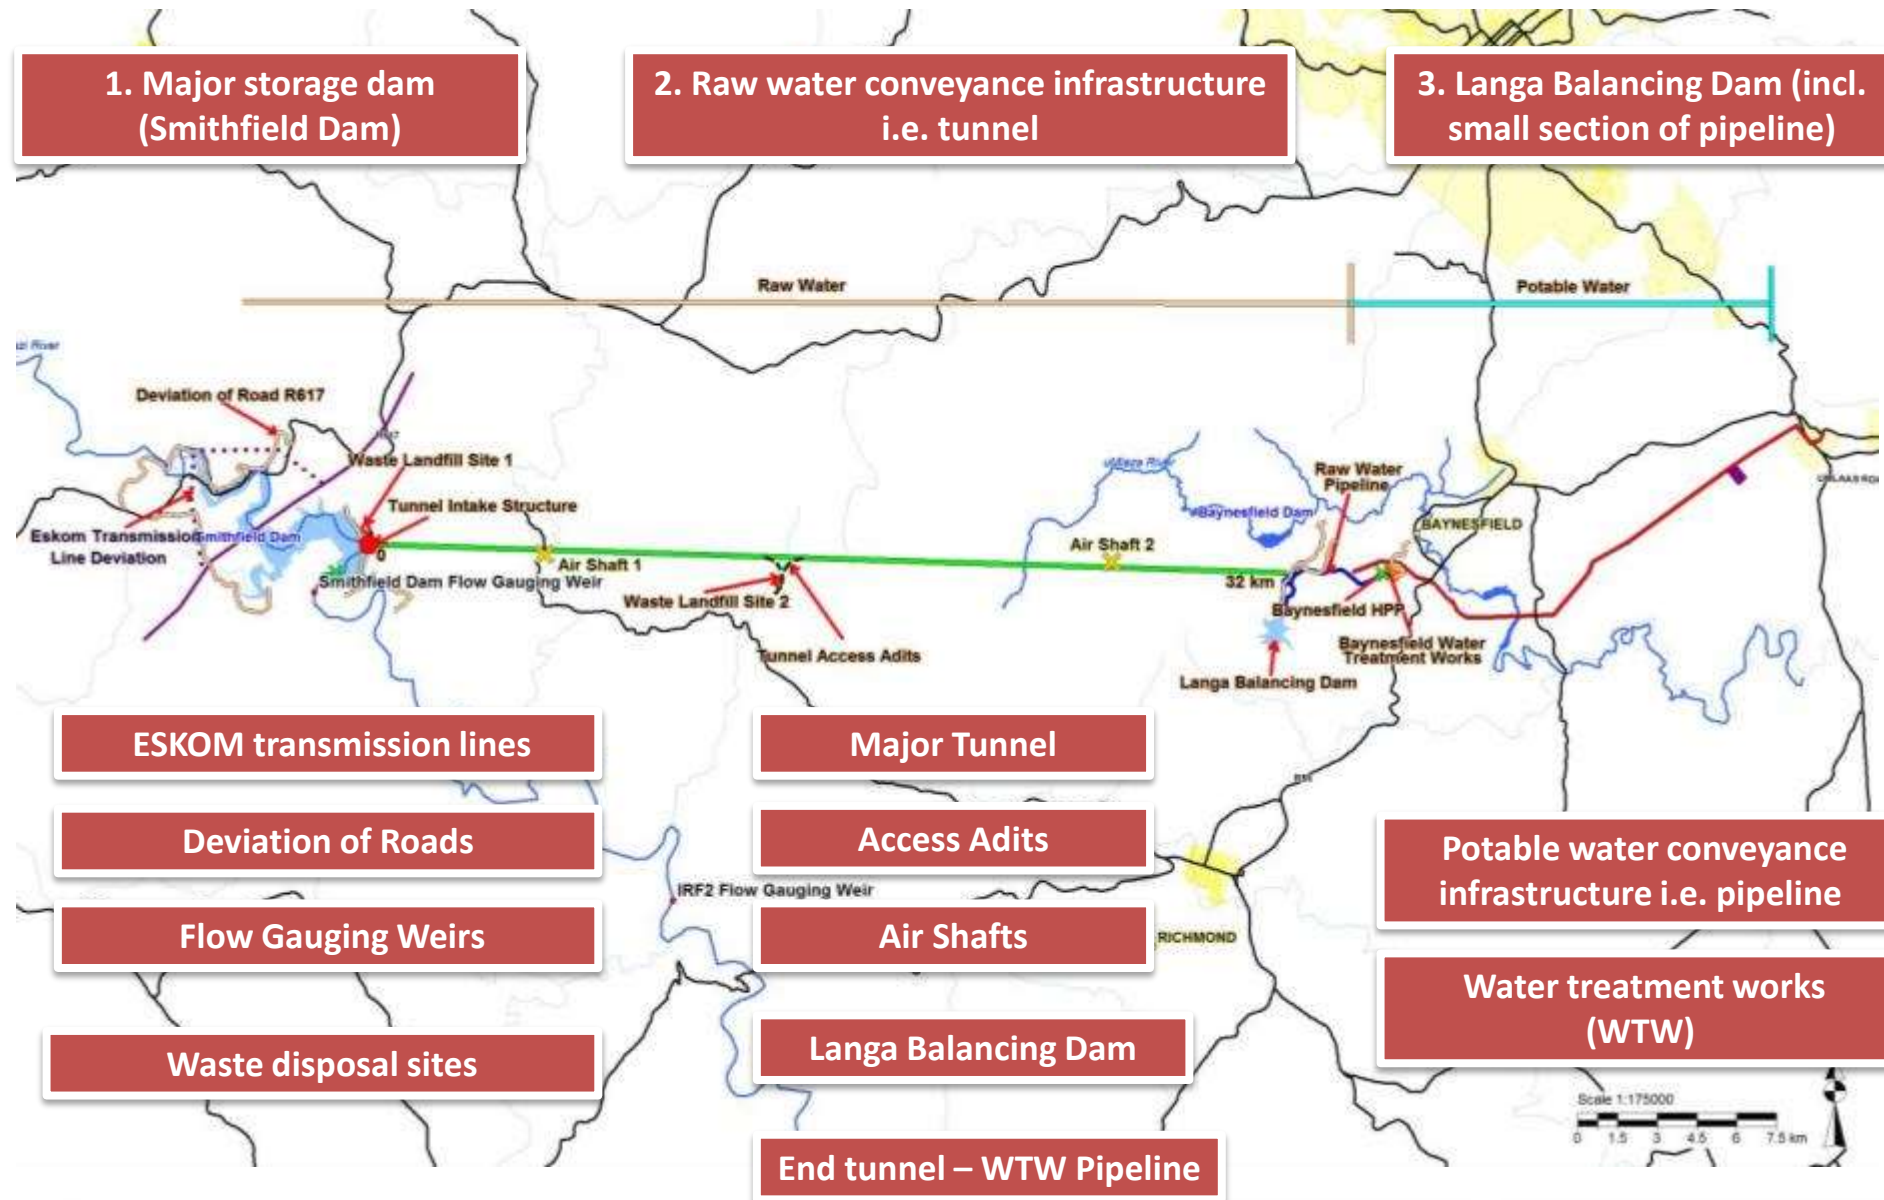 1. Major storage dam
(Smithfield Dam)
2. Raw water conveyance infrastructure
i.e. tunnel
3. Langa Balancing Dam (incl.
small section of pipeline)
Raw Water
Potable Water
zi River
Deviation of Road R617
Waste Landfill Site 1
Tunnel Intake Structure
Eskom Transmission
Line Deviation
Smithfield Dam
0
Smithfield Dam Flow Gauging Weir
Air Shaft 1
Waste Landfill Site 2
Tunnel Access Adits
Air Shaft 2
32 km
Baynesfield Dam
Raw Water
Pipeline
BAYNESFIELD
Baynesfield HPP
Baynesfield Water
Treatment Works
Langa Balancing Dam
ESKOM transmission lines
Deviation of Roads
Flow Gauging Weirs
Waste disposal sites
Major Tunnel
Access Adits
IRF2 Flow Gauging Weir
Air Shafts
RICHMOND
Langa Balancing Dam
End tunnel – WTW Pipeline
Potable water conveyance
infrastructure i.e. pipeline
Water treatment works
(WTW)
Scale 1:175000
0 1.5 3 4.5 6 7.5 km